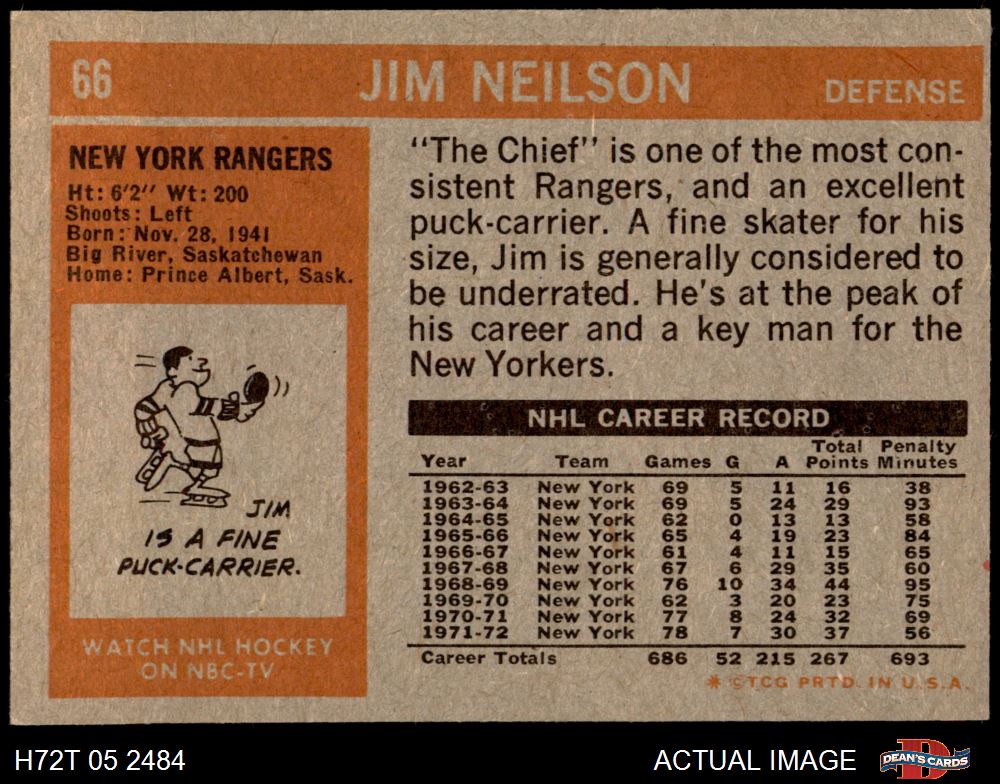 66
JIM NEILSON
DEFENSE
NEW YORK RANGERS
Ht: 6'2'' Wt: 200
Shoots: Left
Born: Nov. 28, 1941
Big River, Saskatchewan
Home: Prince Albert, Sask.
JIM
IS A FINE
PUCK-CARRIER.
WATCH NHL HOCKEY
ON NBC-TV
“The Chief” is one of the most con-
sistent Rangers, and an excellent
puck-carrier. A fine skater for his
size, Jim is generally considered to
be underrated. He's at the peak of
his career and a key man for the
New Yorkers.
NHL CAREER RECORD
Year Team Games G A Total Points Penalty Minutes
1962-63 New York 69 5 11 16 38
1963-64 New York 69 5 24 29 93
1964-65 New York 62 0 13 13 58
1965-66 New York 65 4 19 23 84
1966-67 New York 61 4 11 15 65
1967-68 New York 67 6 29 35 60
1968-69 New York 76 10 34 44 95
1969-70 New York 62 3 20 23 75
1970-71 New York 77 8 24 32 69
1971-72 New York 78 7 30 37 56
Career Totals 686 52 215 267 693
* ©TCG PRTD. IN U.S.A.
H72T 05 2484
ACTUAL IMAGE
DEAN'S CARDS